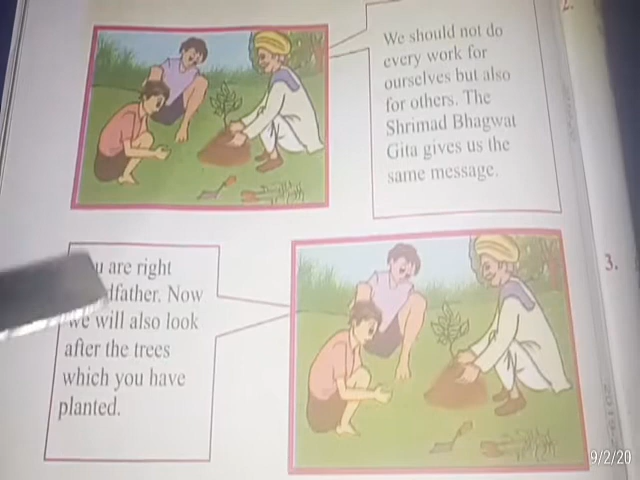 2.
We should not do
every work for
ourselves but also
for others. The
Shrimad Bhagwat
Gita gives us the
same message.
are right
Now
we will also look
after the trees
which you have
planted.
3.
9/2/20